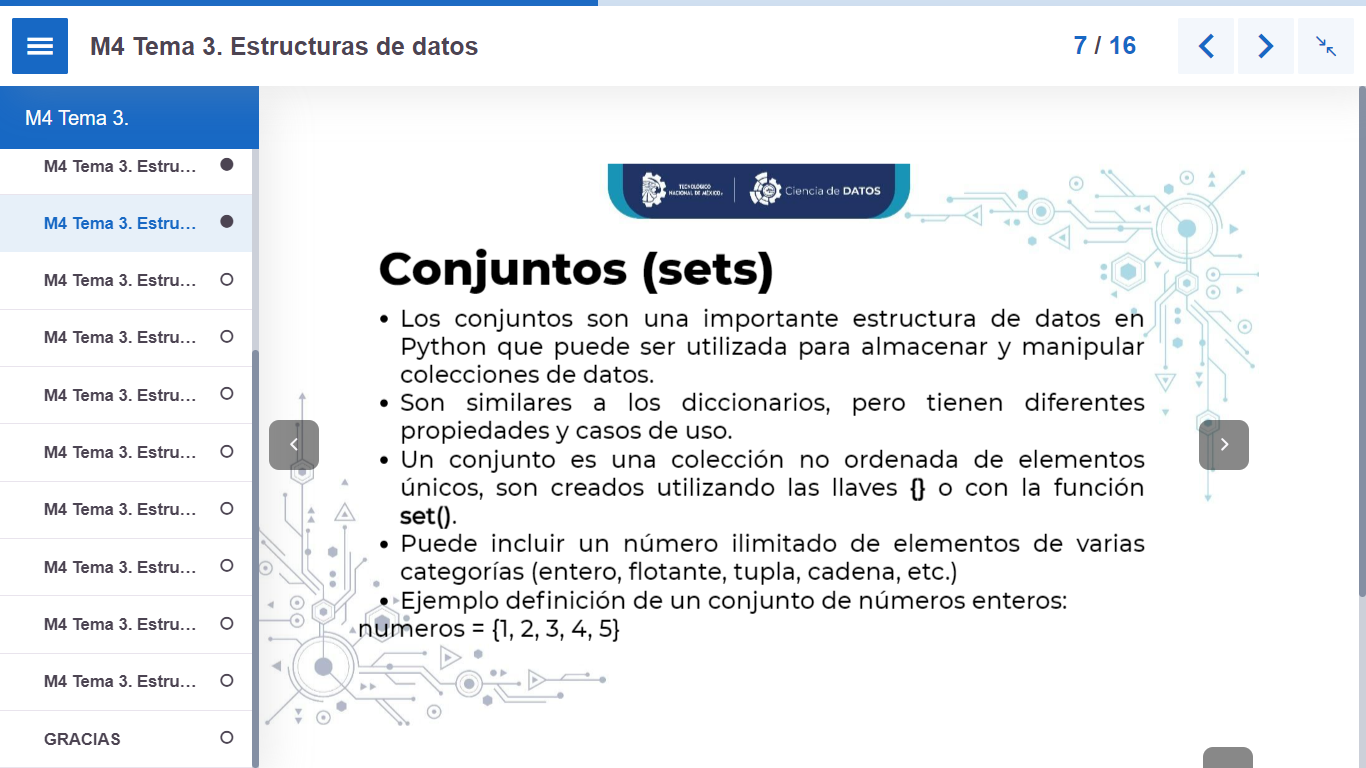 M4 Tema 3. Estructuras de datos
7 / 16
M4 Tema 3.
M4 Tema 3. Estru...
M4 Tema 3. Estru...
M4 Tema 3. Estru...
M4 Tema 3. Estru...
M4 Tema 3. Estru...
M4 Tema 3. Estru...
M4 Tema 3. Estru...
M4 Tema 3. Estru...
M4 Tema 3. Estru...
M4 Tema 3. Estru...
GRACIAS
TECNOLÓGICO
NACIONAL DE MÉXICO
Ciencia de DATOS
Conjuntos (sets)
• Los conjuntos son una importante estructura de datos en
Python que puede ser utilizada para almacenar y manipular
colecciones de datos.
• Son similares a los diccionarios, pero tienen diferentes
propiedades y casos de uso.
• Un conjunto es una colección no ordenada de elementos
únicos, son creados utilizando las llaves {} o con la función
set().
• Puede incluir un número ilimitado de elementos de varias
categorías (entero, flotante, tupla, cadena, etc.)
• Ejemplo definición de un conjunto de números enteros:
numeros = {1, 2, 3, 4, 5}